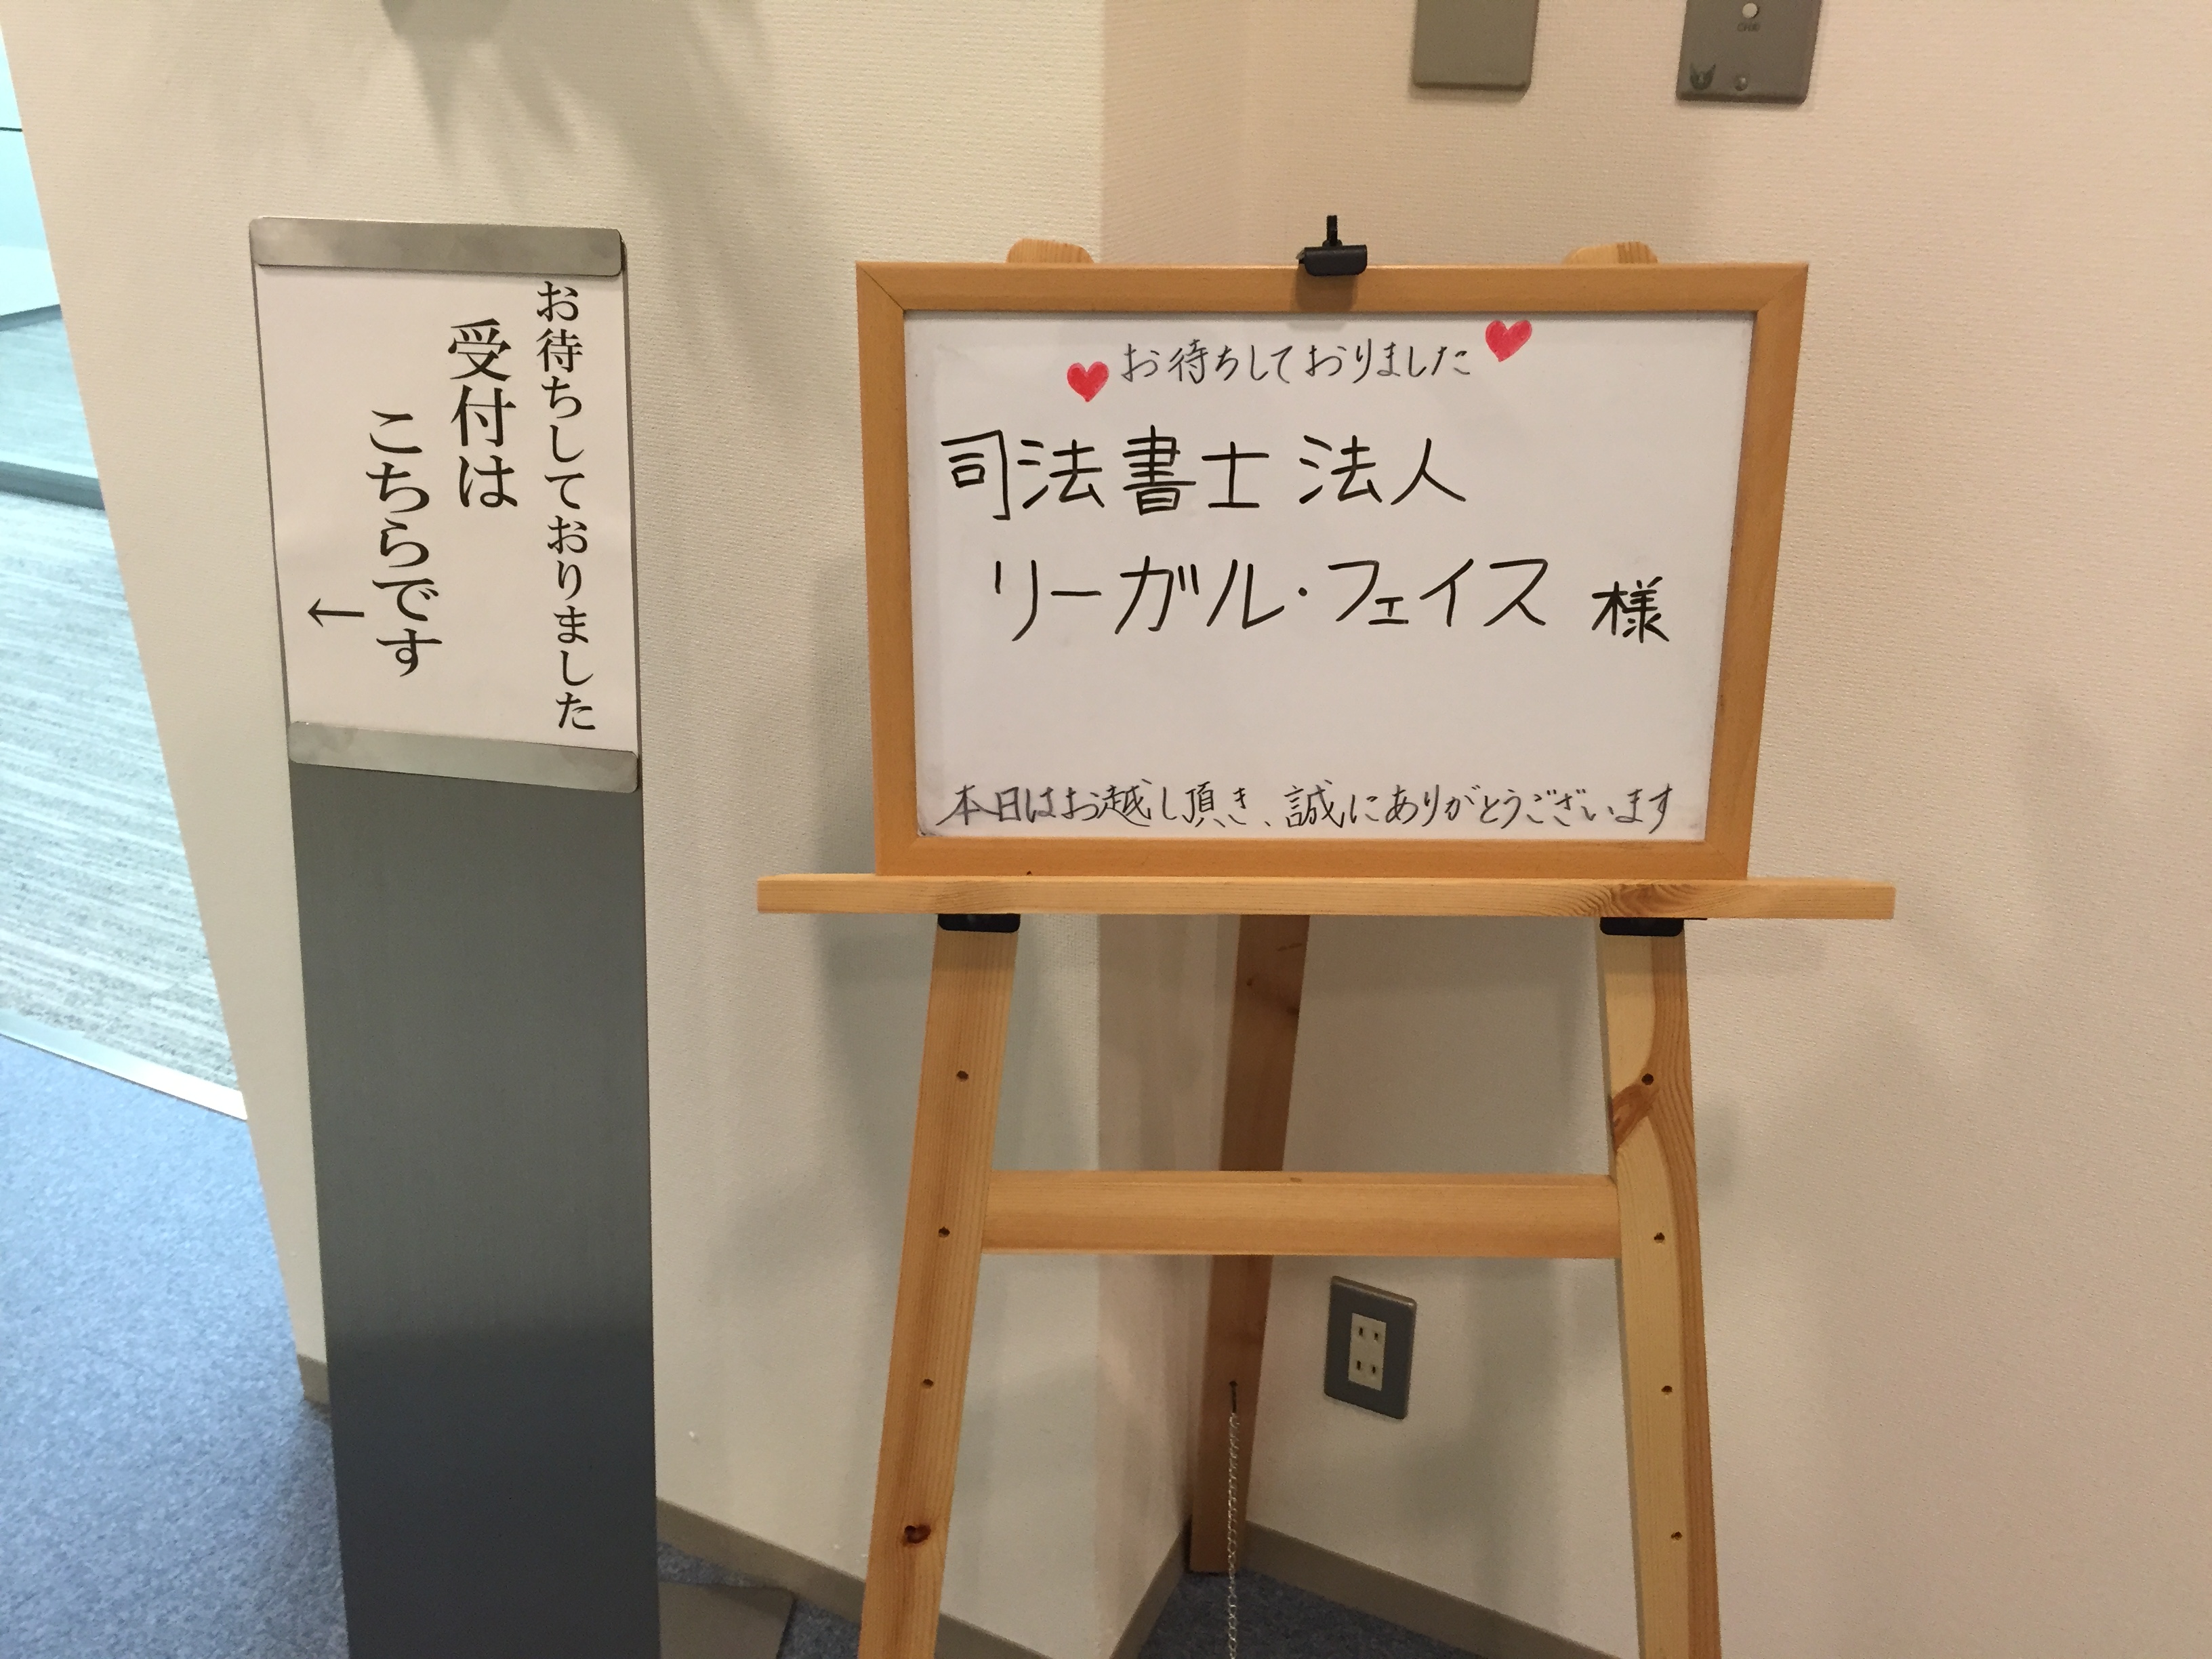 お待ちしておりました
受付は
こちらです
←
お待ちしておりました
司法書士法人
リーガル・フェイス 様
本日はお越し頂き、誠にありがとうございます